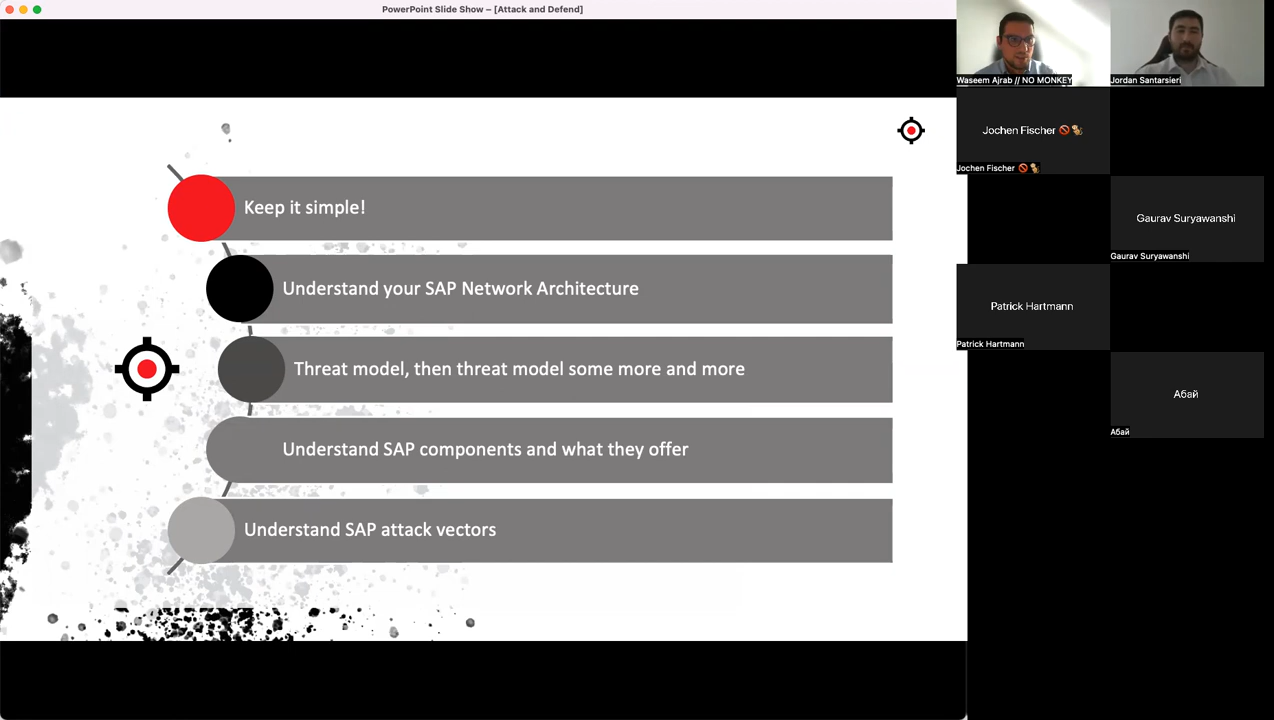 PowerPoint Slide Show – [Attack and Defend]
Keep it simple!
Understand your SAP Network Architecture
Threat model, then threat model some more and more
Understand SAP components and what they offer
Understand SAP attack vectors
Waseem Ajrab // NO MONKEY
Jordan Santarsieri
Jochen Fischer 🚫🐒
Jochen Fischer 🚫🐒
Gaurav Suryawanshi
Gaurav Suryawanshi
Patrick Hartmann
Patrick Hartmann
Абай
Абай